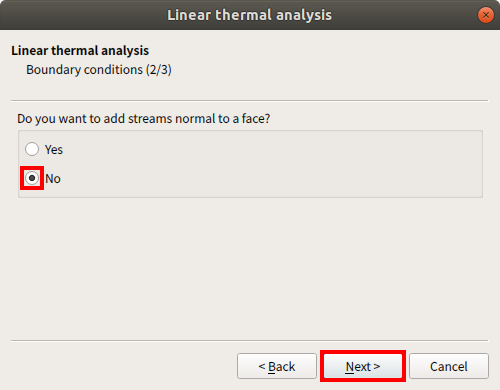 Linear thermal analysis
Linear thermal analysis
Boundary conditions (2/3)
Do you want to add streams normal to a face?
Yes
No
< Back
Next >
Cancel